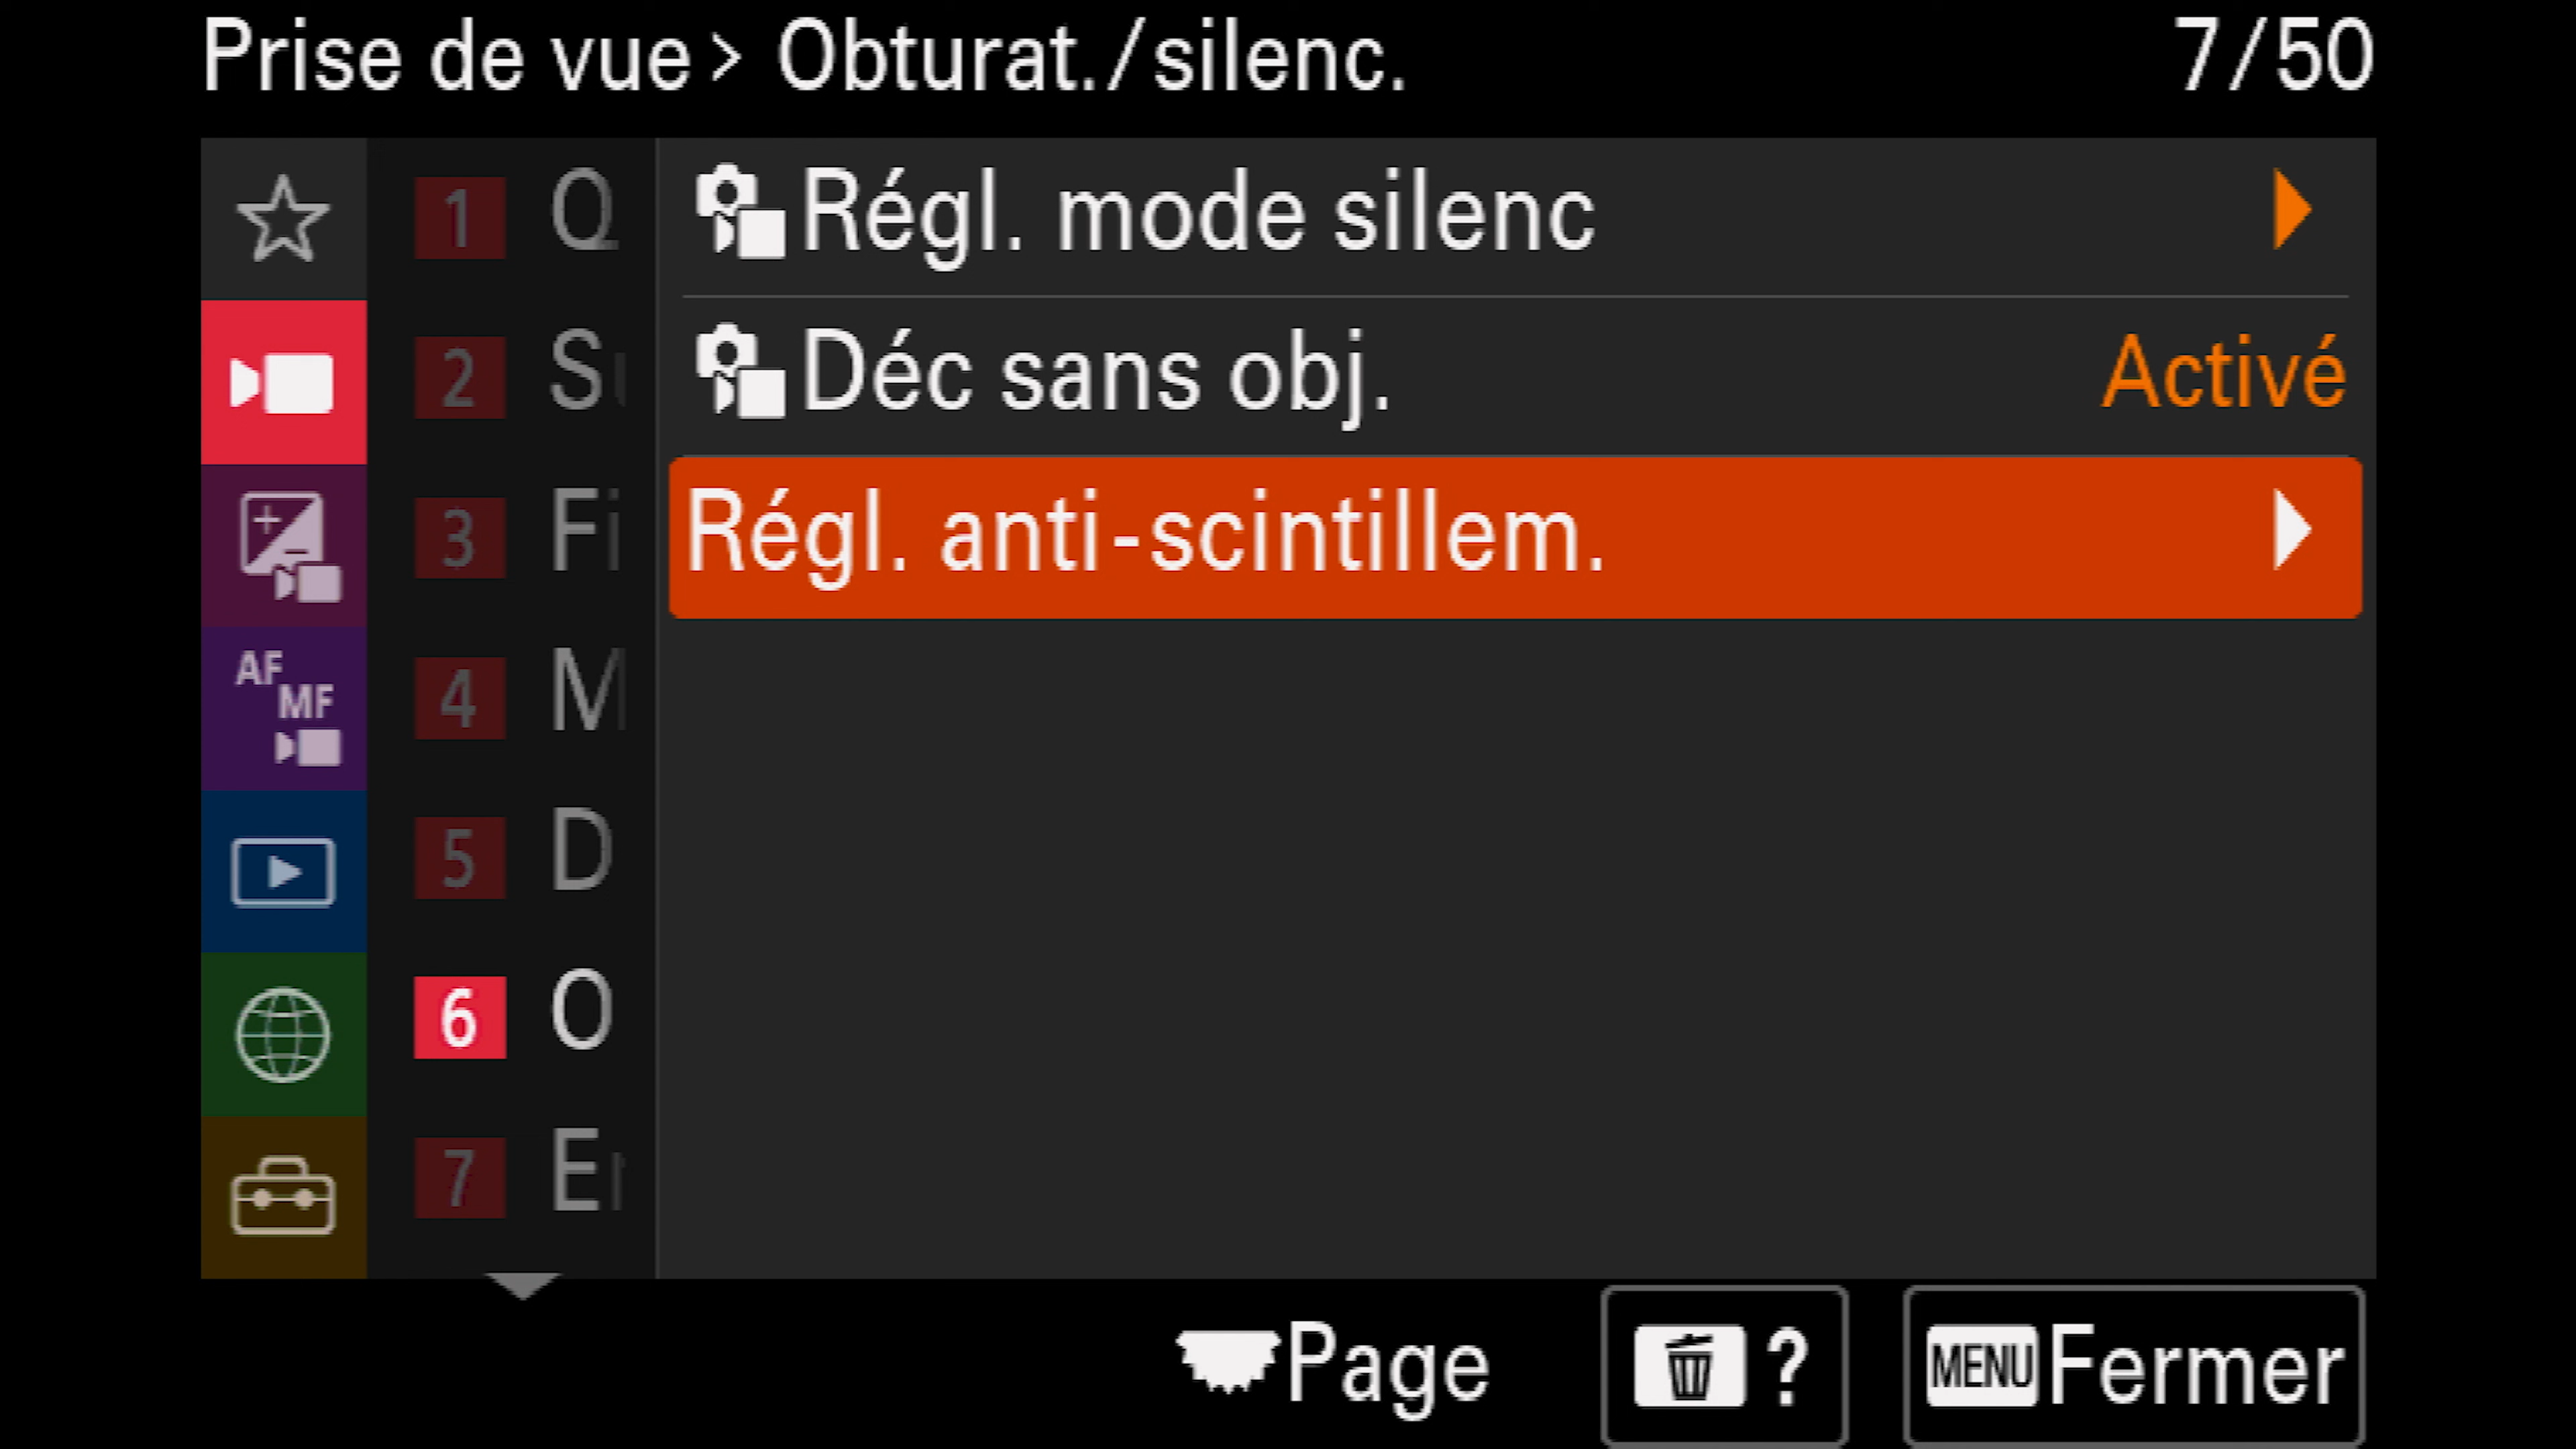 Prise de vue> Obturat./silenc. 7/50
1 Q
2 S
3 Fi
4 M
5 D
6 O
7 E
Régl. mode silenc
Déc sans obj. Activé
Régl. anti-scintillem.
AF
MF
Page ? MENU Fermer